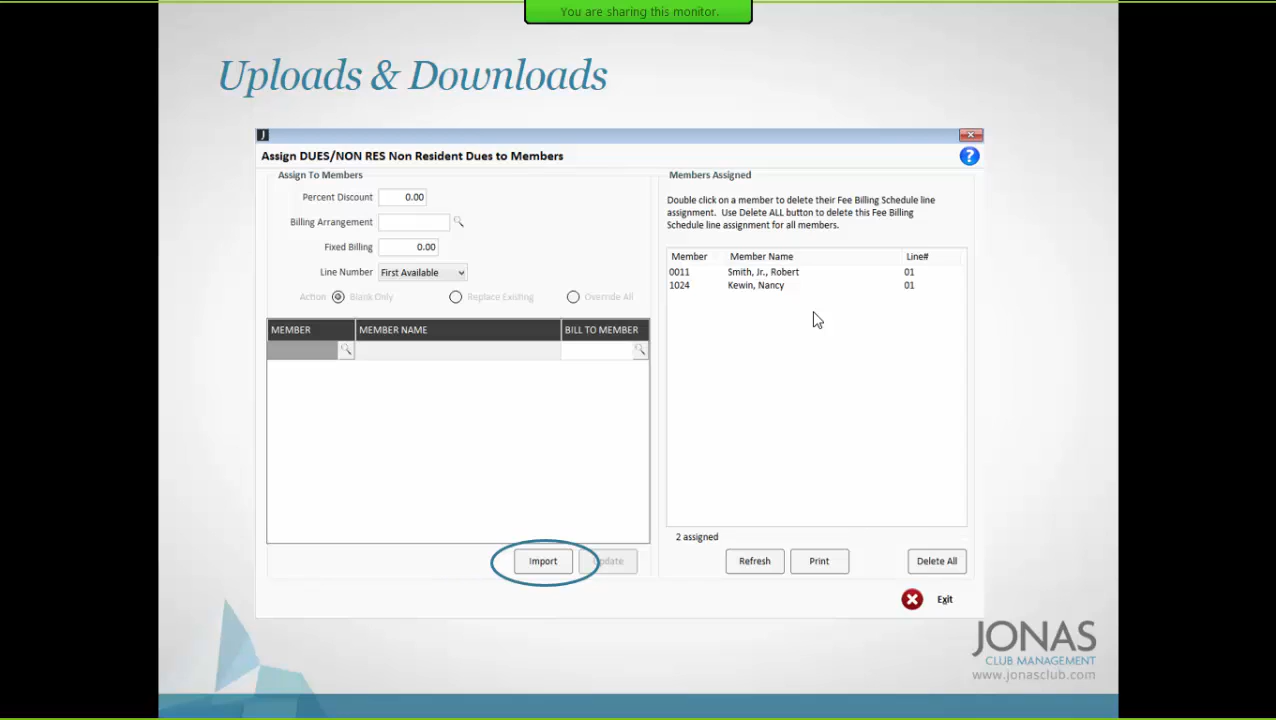 You are sharing this monitor.
Uploads & Downloads
J
Assign DUES/NON RES Non Resident Dues to Members
?
Assign To Members
Percent Discount 0.00
Billing Arrangement
Fixed Billing 0.00
Line Number First Available
Action Blank Only Replace Existing Override All
MEMBER MEMBER NAME BILL TO MEMBER
Import Update
Members Assigned
Double click on a member to delete their Fee Billing Schedule line
assignment. Use Delete ALL button to delete this Fee Billing
Schedule line assignment for all members.
Member Member Name Line#
0011 Smith, Jr., Robert 01
1024 Kewin, Nancy 01
2 assigned
Refresh Print Delete All
Exit
JONAS
CLUB MANAGEMENT
www.jonasclub.com